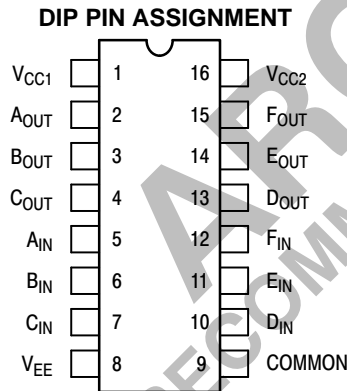 DIP PIN ASSIGNMENT
VCC1 1 16 VCC2
AOUT 2 15 FOUT
BOUT 3 14 EOUT
COUT 4 13 DOUT
AIN 5 12 FIN
BIN 6 11 EIN
CIN 7 10 DIN
VEE 8 9 COMMON